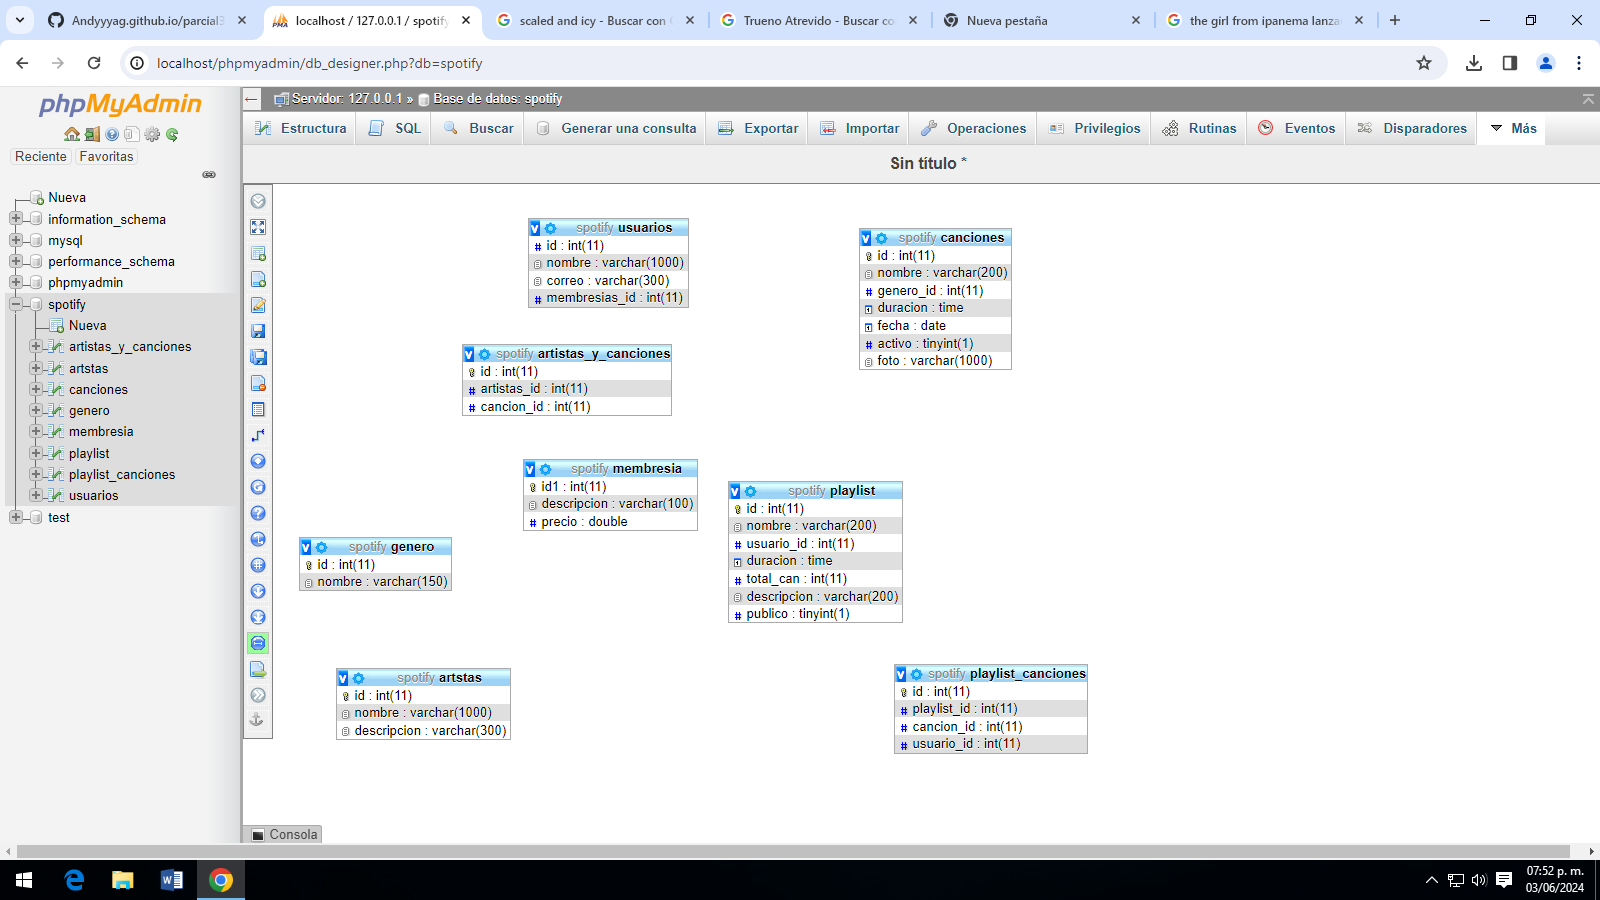 Andyyyag.github.io/parcial3
localhost / 127.0.0.1 / spotify
scaled and icy - Buscar con G
Trueno Atrevido - Buscar co
Nueva pestaña
the girl from ipanema lanza
localhost/phpmyadmin/db_designer.php?db=spotify
phpMyAdmin
Reciente
Favoritas
Nueva
information_schema
mysql
performance_schema
phpmyadmin
spotify
Nueva
artistas_y_canciones
artstas
canciones
genero
membresia
playlist
playlist_canciones
usuarios
test
Servidor: 127.0.0.1 » Base de datos: spotify
Estructura
SQL
Buscar
Generar una consulta
Exportar
Importar
Operaciones
Privilegios
Rutinas
Eventos
Disparadores
Más
Sin título *
spotify usuarios
id : int(11)
nombre : varchar(1000)
correo : varchar(300)
membresias_id : int(11)
spotify canciones
id : int(11)
nombre : varchar(200)
genero_id : int(11)
duracion : time
fecha : date
activo : tinyint(1)
foto : varchar(1000)
spotify artistas_y_canciones
id : int(11)
artistas_id : int(11)
cancion_id : int(11)
spotify membresia
id1 : int(11)
descripcion : varchar(100)
precio : double
spotify playlist
id : int(11)
nombre : varchar(200)
usuario_id : int(11)
duracion : time
total_can : int(11)
descripcion : varchar(200)
publico : tinyint(1)
spotify genero
id : int(11)
nombre : varchar(150)
spotify artstas
id : int(11)
nombre : varchar(1000)
descripcion : varchar(300)
spotify playlist_canciones
id : int(11)
playlist_id : int(11)
cancion_id : int(11)
usuario_id : int(11)
Consola
07:52 p. m.
03/06/2024